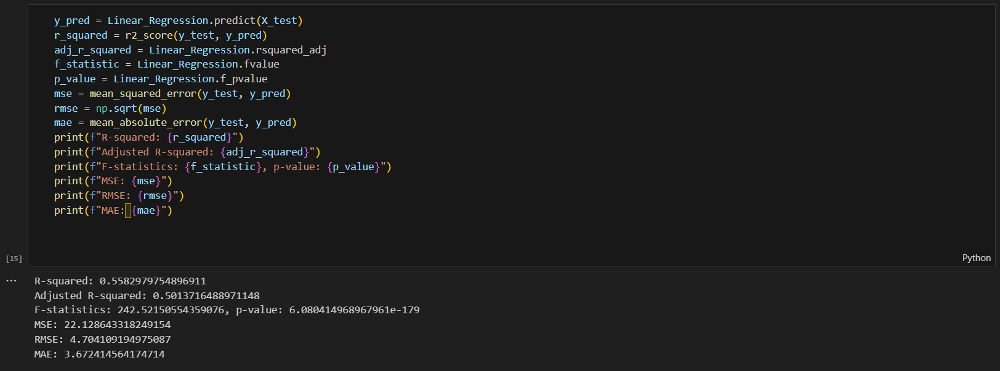 y_pred = Linear_Regression.predict(X_test)
r_squared = r2_score(y_test, y_pred)
adj_r_squared = Linear_Regression.rsquared_adj
f_statistic = Linear_Regression.fvalue
p_value = Linear_Regression.f_pvalue
mse = mean_squared_error(y_test, y_pred)
rmse = np.sqrt(mse)
mae = mean_absolute_error(y_test, y_pred)
print(f"R-squared: {r_squared}")
print(f"Adjusted R-squared: {adj_r_squared}")
print(f"F-statistics: {f_statistic}, p-value: {p_value}")
print(f"MSE: {mse}")
print(f"RMSE: {rmse}")
print(f"MAE: {mae}")
[15]
Python
...
R-squared: 0.5582979754896911
Adjusted R-squared: 0.5013716488971148
F-statistics: 242.52150554359076, p-value: 6.080414968967961e-179
MSE: 22.128643318249154
RMSE: 4.704109194975087
MAE: 3.672414564174714